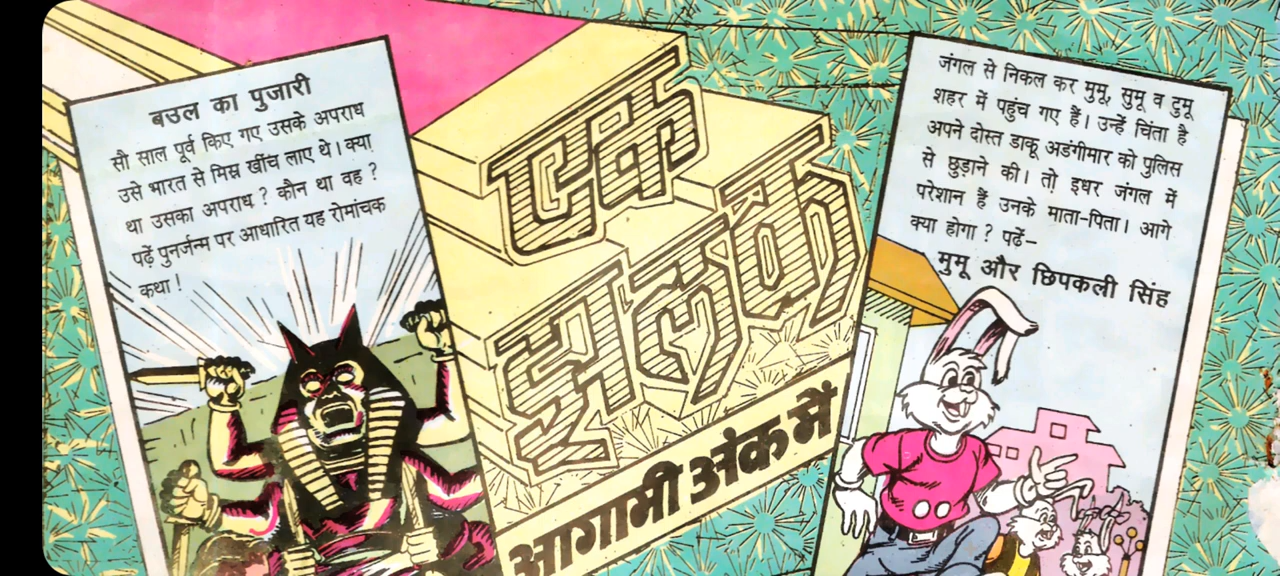 बउल का पुजारी
सौ साल पूर्व किए गए उसके अपराध
उसे भारत से मिस्र खींच लाए थे। क्या
था उसका अपराध? कौन था वह?
पढ़ें पुनर्जन्म पर आधारित यह रोमांचक
कथा!
एक
झलक
आगामी अंक में
जंगल से निकल कर मुमू, सुमू व टुमू
शहर में पहुंच गए हैं। उन्हें चिंता है
अपने दोस्त डाकू अडंगीमार को पुलिस
से छुड़ाने की। तो इधर जंगल में
परेशान हैं उनके माता-पिता। आगे
क्या होगा? पढ़ें-
मुमू और छिपकली सिंह